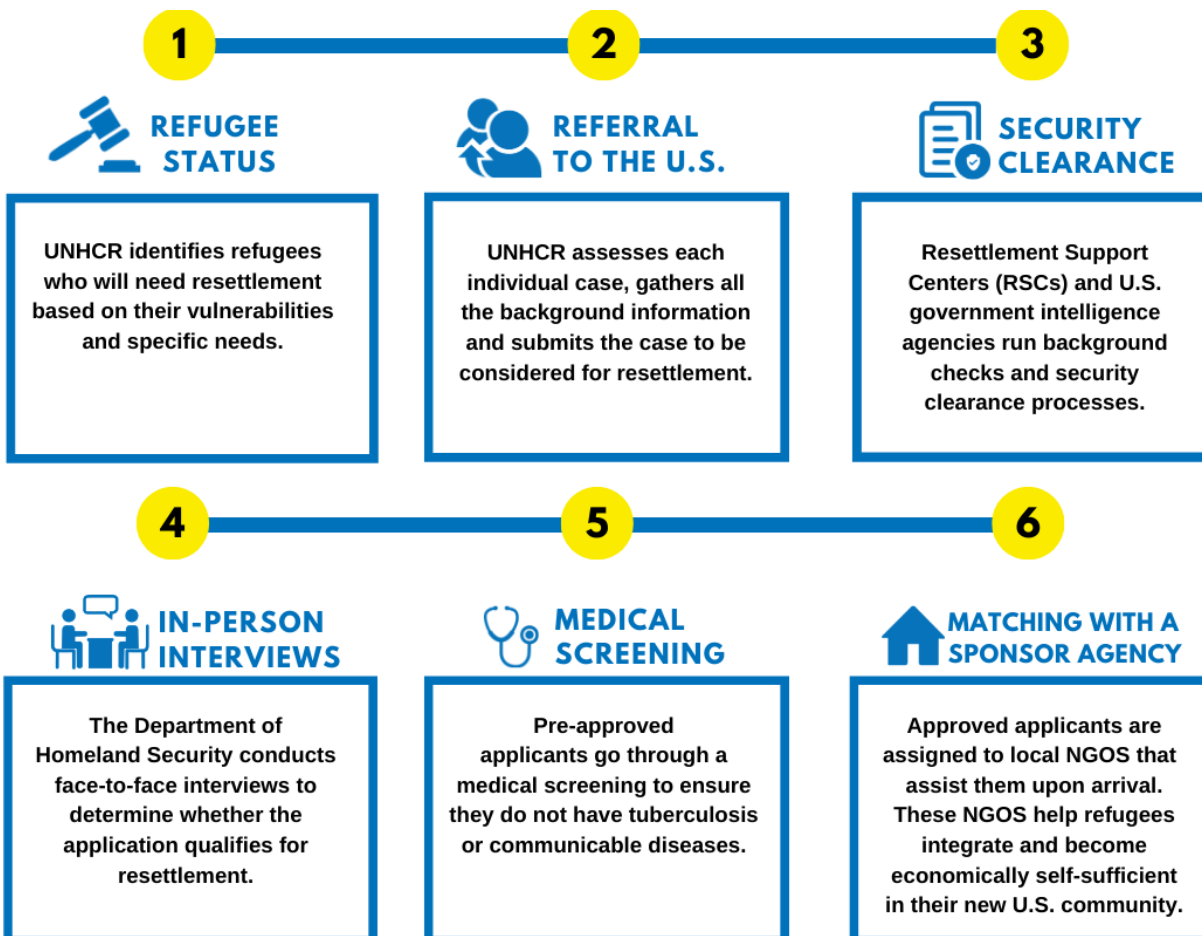 1
2
3
REFUGEE
STATUS
UNHCR identifies refugees
who will need resettlement
based on their vulnerabilities
and specific needs.
REFERRAL
TO THE U.S.
UNHCR assesses each
individual case, gathers all
the background information
and submits the case to be
considered for resettlement.
SECURITY
CLEARANCE
Resettlement Support
Centers (RSCs) and U.S.
government intelligence
agencies run background
checks and security
clearance processes.
4
5
6
IN-PERSON
INTERVIEWS
The Department of
Homeland Security conducts
face-to-face interviews to
determine whether the
application qualifies for
resettlement.
MEDICAL
SCREENING
Pre-approved
applicants go through a
medical screening to ensure
they do not have tuberculosis
or communicable diseases.
MATCHING WITH A
SPONSOR AGENCY
Approved applicants are
assigned to local NGOS that
assist them upon arrival.
These NGOS help refugees
integrate and become
economically self-sufficient
in their new U.S. community.